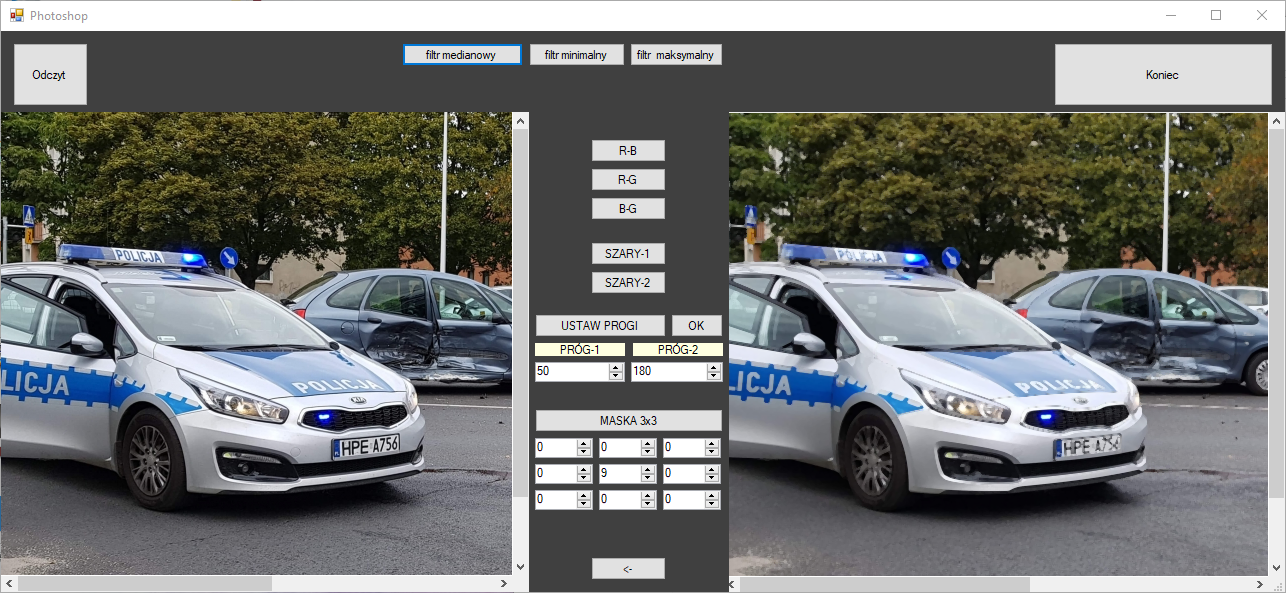 Photoshop
Odczyt
filtr medianowy
filtr minimalny
filtr maksymalny
Koniec
R-B
R-G
B-G
SZARY-1
SZARY-2
USTAW PROGI
OK
PRÓG-1
PRÓG-2
50
180
MASKA 3x3
0 0 0
0 9 0
0 0 0
<-
POLICJA
LICJA
POLICJA
HPE A756
POLICJA
LICJA
POLICJA
HPE A756